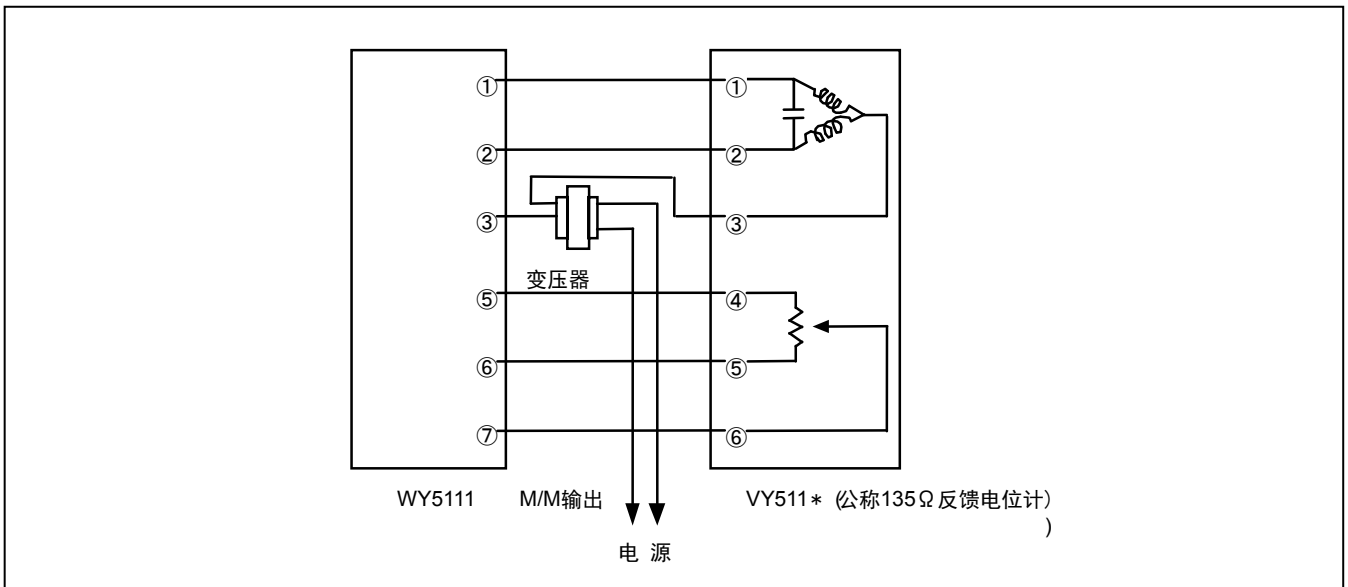 ① ①
② ②
③ ③
变压器
⑤ ④
⑥ ⑤
⑦ ⑥
WY5111 M/M输出 VY511* (公称135Ω反馈电位计)
)
电 源